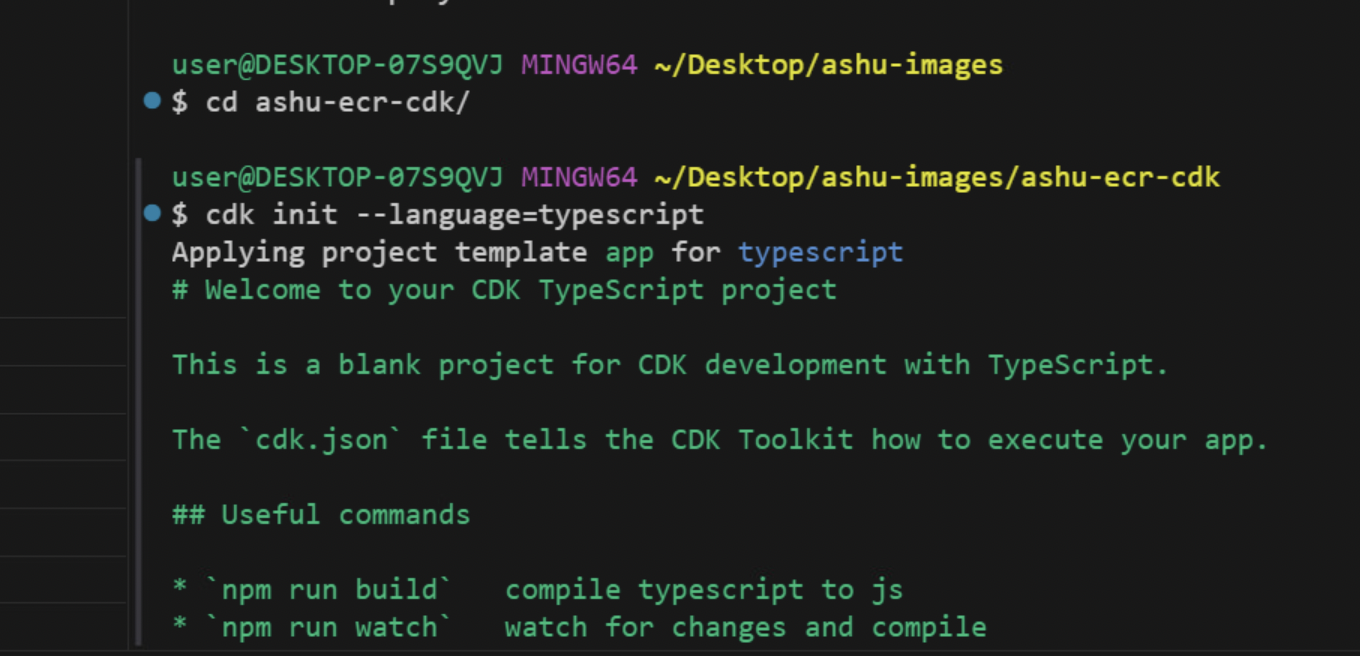 user@DESKTOP-07S9QVJ MINGW64 ~/Desktop/ashu-images
$ cd ashu-ecr-cdk/
user@DESKTOP-07S9QVJ MINGW64 ~/Desktop/ashu-images/ashu-ecr-cdk
$ cdk init --language=typescript
Applying project template app for typescript
# Welcome to your CDK TypeScript project
This is a blank project for CDK development with TypeScript.
The `cdk.json` file tells the CDK Toolkit how to execute your app.
## Useful commands
* `npm run build`   compile typescript to js
* `npm run watch`   watch for changes and compile